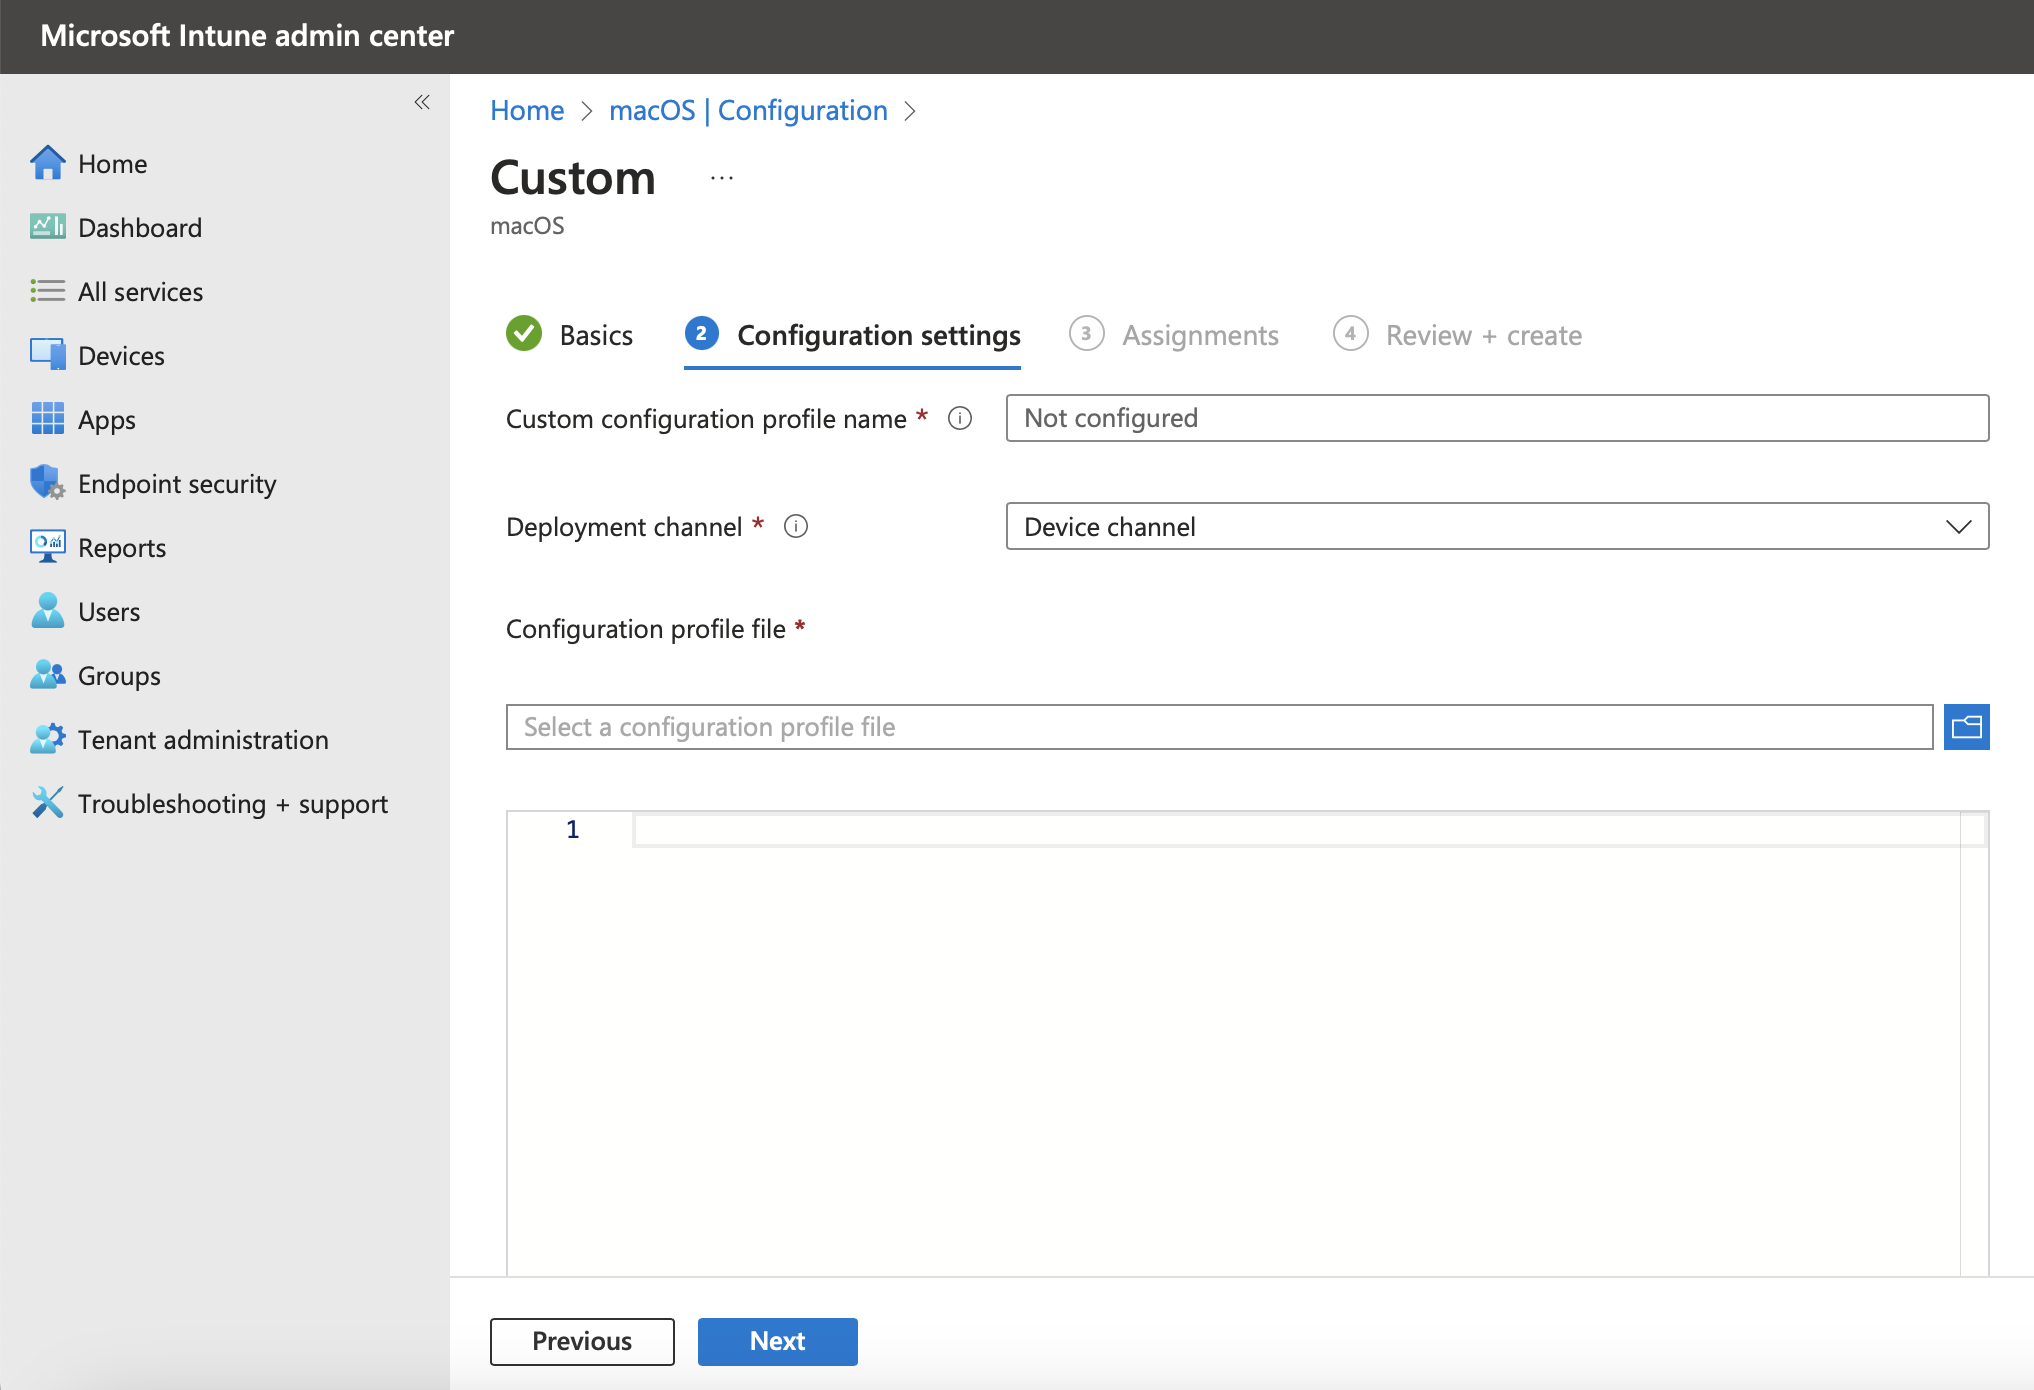 Microsoft Intune admin center
Home
Dashboard
All services
Devices
Apps
Endpoint security
Reports
Users
Groups
Tenant administration
Troubleshooting + support
Home > macOS | Configuration >
Custom ...
macOS
Basics 2 Configuration settings 3 Assignments 4 Review + create
Custom configuration profile name * Not configured
Deployment channel * Device channel
Configuration profile file *
Select a configuration profile file
1
Previous Next